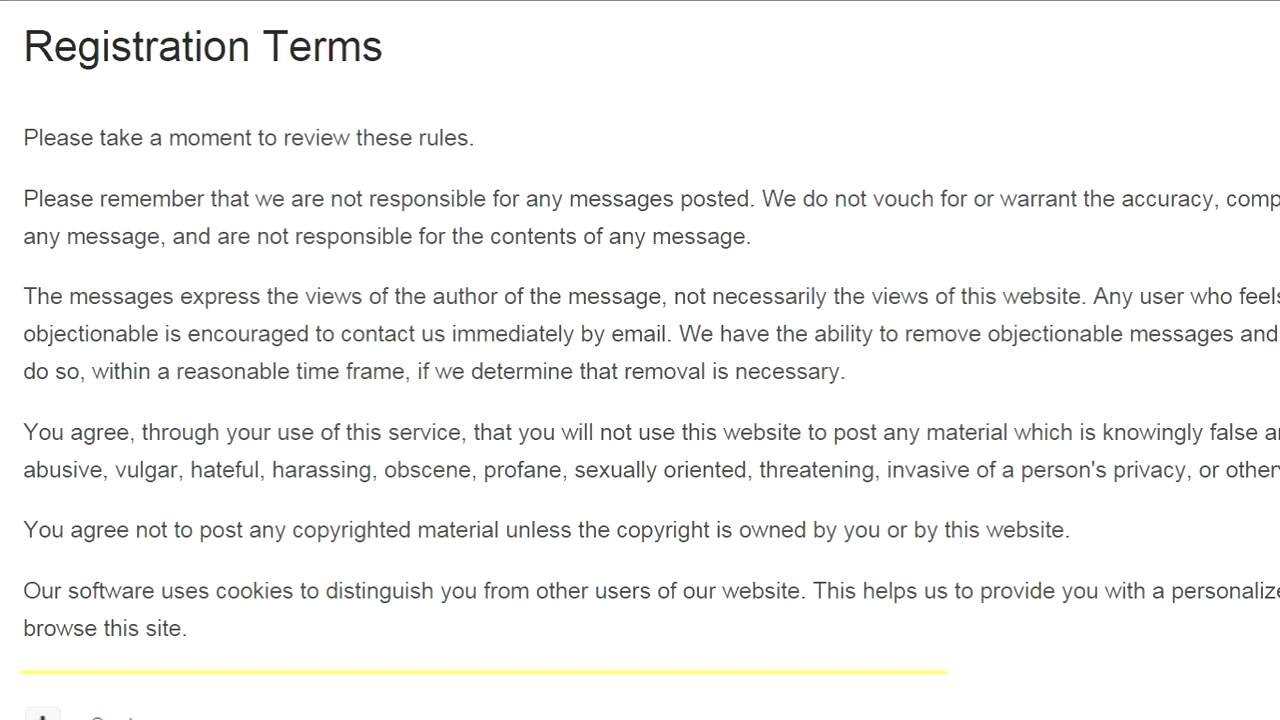 Registration Terms
Please take a moment to review these rules.
Please remember that we are not responsible for any messages posted. We do not vouch for or warrant the accuracy, comp
any message, and are not responsible for the contents of any message.
The messages express the views of the author of the message, not necessarily the views of this website. Any user who feels
objectionable is encouraged to contact us immediately by email. We have the ability to remove objectionable messages and
do so, within a reasonable time frame, if we determine that removal is necessary.
You agree, through your use of this service, that you will not use this website to post any material which is knowingly false an
abusive, vulgar, hateful, harassing, obscene, profane, sexually oriented, threatening, invasive of a person's privacy, or other
You agree not to post any copyrighted material unless the copyright is owned by you or by this website.
Our software uses cookies to distinguish you from other users of our website. This helps us to provide you with a personalize
browse this site.